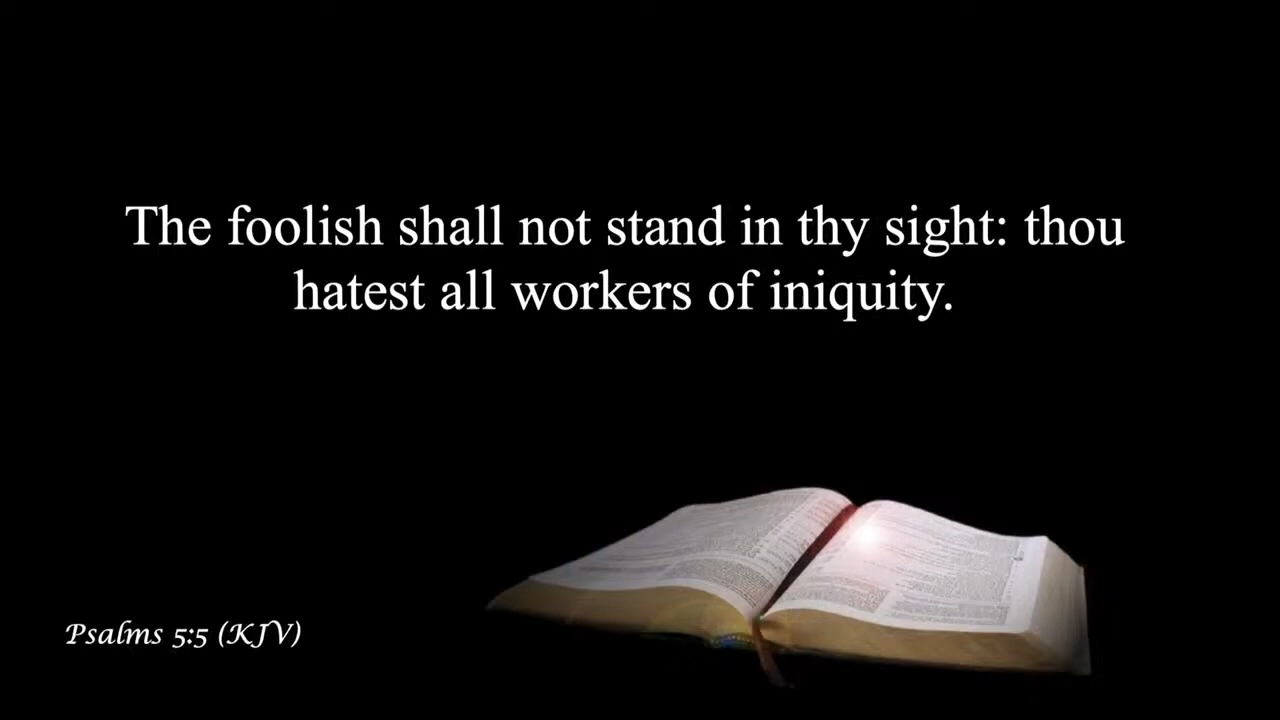 The foolish shall not stand in thy sight: thou
hatest all workers of iniquity.
Psalms 5:5 (KJV)